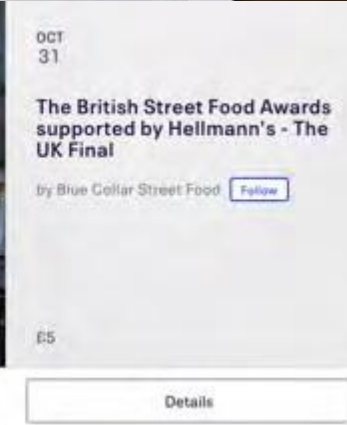 OCT
31
The British Street Food Awards
supported by Hellmann's - The
UK Final
by Blue Collar Street Food Follow
£5
Details